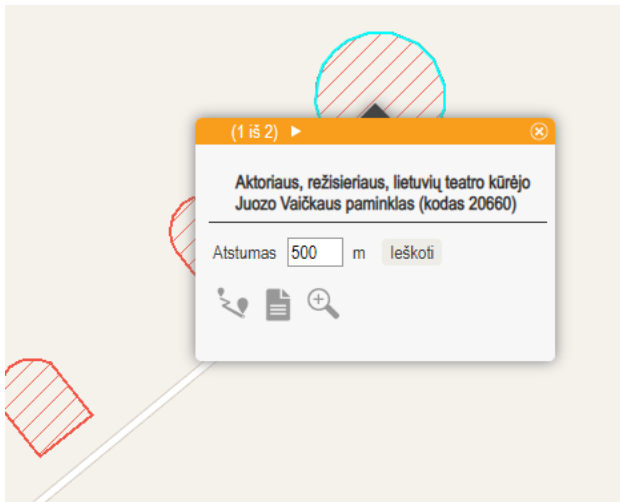 (1 iš 2)
Aktoriaus, režisieriaus, lietuvių teatro kūrėjo
Juozo Vaičkaus paminklas (kodas 20660)
Atstumas 500 m Ieškoti